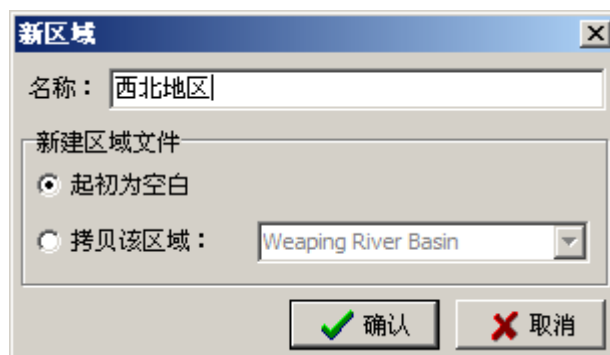 新区域
名称：西北地区
新建区域文件
起初为空白
拷贝该区域：Weaping River Basin
确认 取消